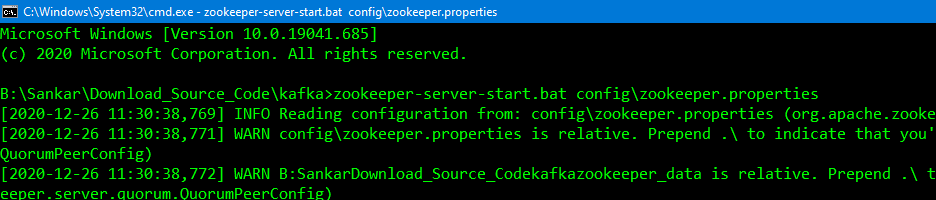 C:\Windows\System32\cmd.exe - zookeeper-server-start.bat config\zookeeper.properties
Microsoft Windows [Version 10.0.19041.685]
(c) 2020 Microsoft Corporation. All rights reserved.
B:\Sankar\Download_Source_Code\kafka>zookeeper-server-start.bat config\zookeeper.properties
[2020-12-26 11:30:38,769] INFO Reading configuration from: config\zookeeper.properties (org.apache.zooke
[2020-12-26 11:30:38,771] WARN config\zookeeper.properties is relative. Prepend .\ to indicate that you'
QuorumPeerConfig)
[2020-12-26 11:30:38,772] WARN B:SankarDownload_Source_Codekafkazookeeper_data is relative. Prepend .\ t
eeper.server.quorum.QuorumPeerConfig)